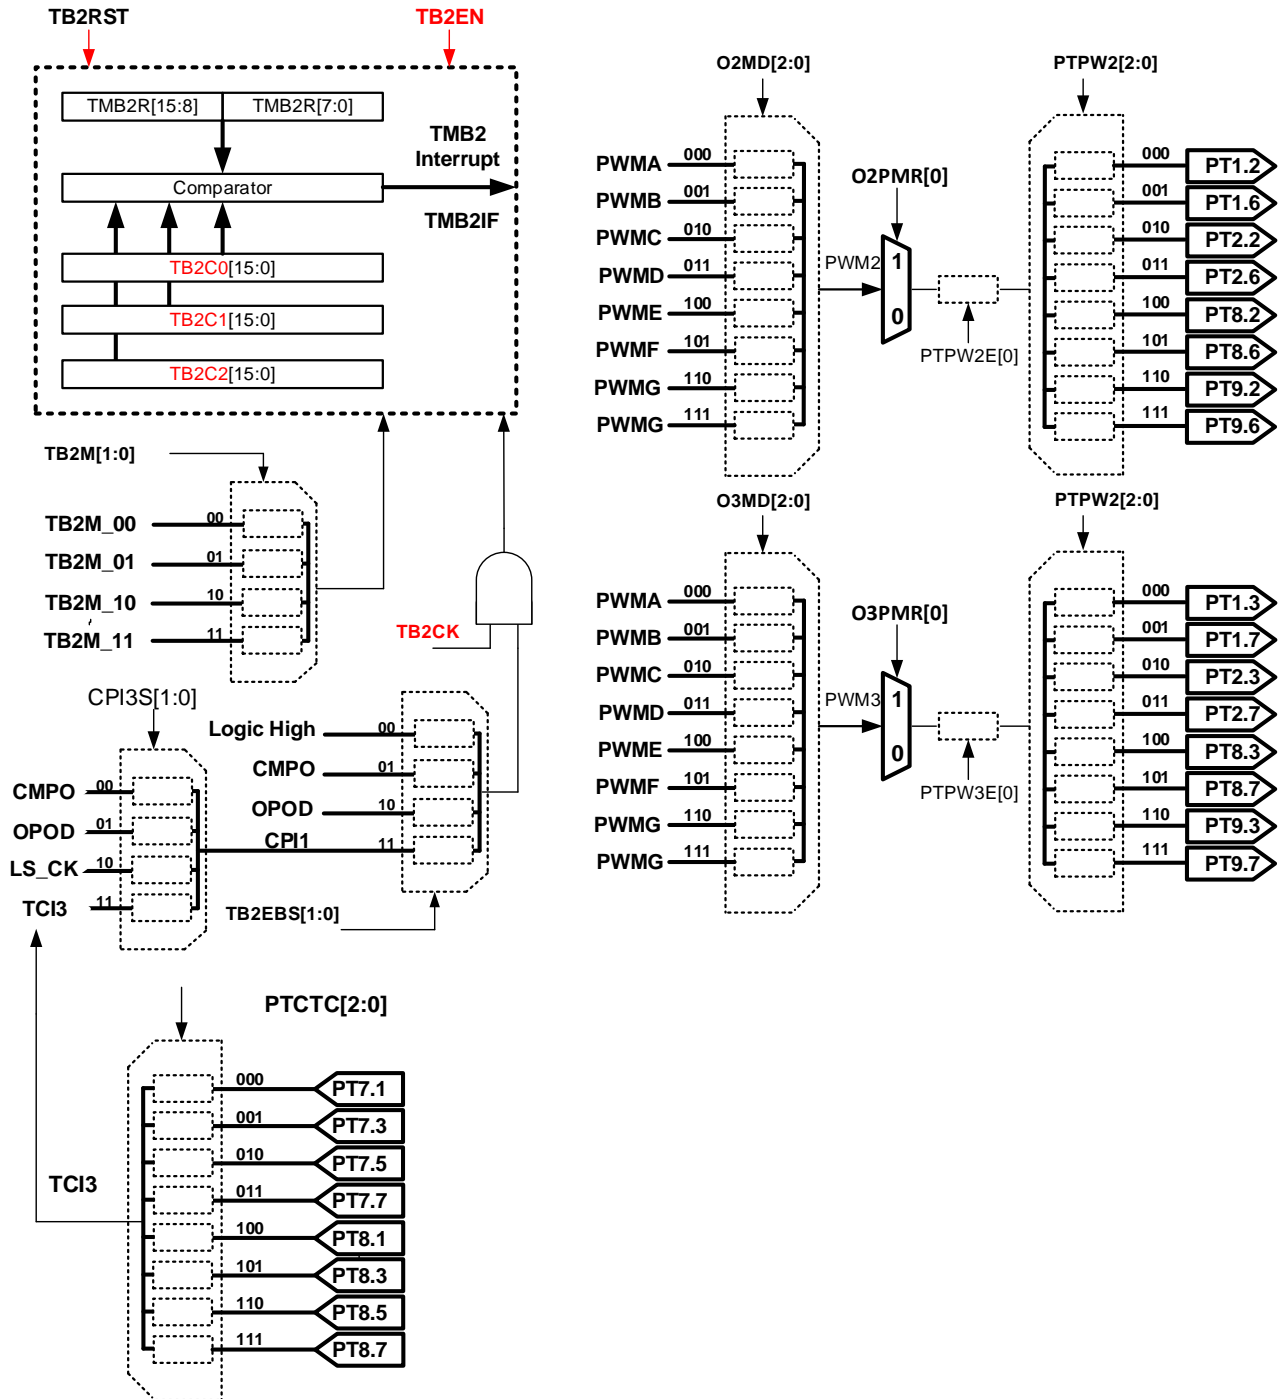 TB2RST
TB2EN
TMB2R[15:8]
TMB2R[7:0]
TMB2
Interrupt
Comparator
TMB2IF
TB2C0[15:0]
TB2C1[15:0]
TB2C2[15:0]
TB2M[1:0]
TB2M_00 00
TB2M_01 01
TB2M_10 10
TB2M_11 11
TB2CK
CPI3S[1:0]
Logic High 00
CMPO 01
OPOD 10
CPI1 11
CMPO 00
OPOD 01
LS_CK 10
TCI3 11
TB2EBS[1:0]
PTCTC[2:0]
TCI3
000 PT7.1
001 PT7.3
010 PT7.5
011 PT7.7
100 PT8.1
101 PT8.3
110 PT8.5
111 PT8.7
O2MD[2:0]
PWMA 000
PWMB 001
PWMC 010
PWMD 011
PWME 100
PWMF 101
PWMG 110
PWMG 111
O2PMR[0]
PWM2
1
0
PTPW2E[0]
PTPW2[2:0]
000 PT1.2
001 PT1.6
010 PT2.2
011 PT2.6
100 PT8.2
101 PT8.6
110 PT9.2
111 PT9.6
O3MD[2:0]
PWMA 000
PWMB 001
PWMC 010
PWMD 011
PWME 100
PWMF 101
PWMG 110
PWMG 111
O3PMR[0]
PWM3
1
0
PTPW3E[0]
PTPW2[2:0]
000 PT1.3
001 PT1.7
010 PT2.3
011 PT2.7
100 PT8.3
101 PT8.7
110 PT9.3
111 PT9.7